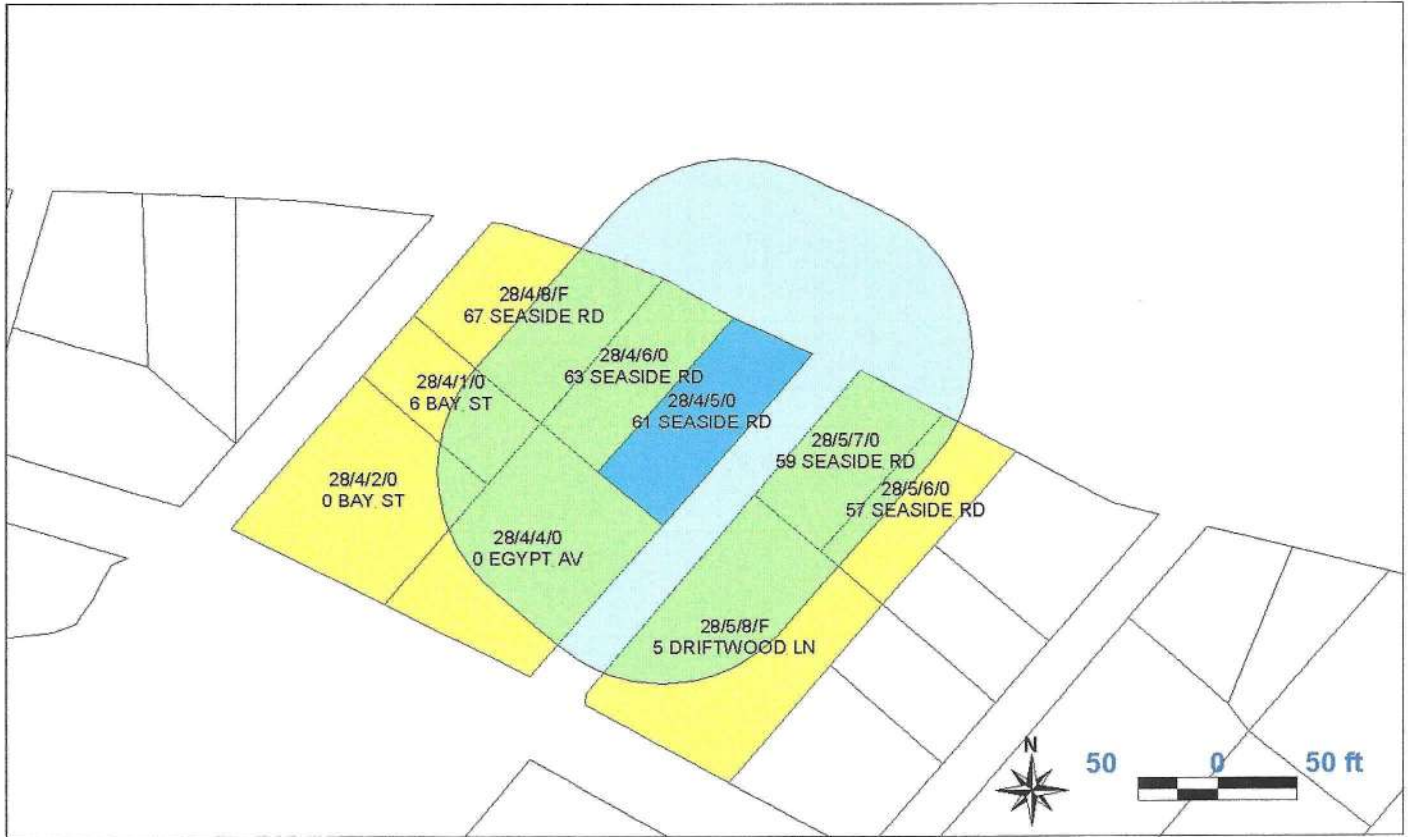 28/4/8/F
67 SEASIDE RD
28/4/6/0
63 SEASIDE RD
28/4/1/0
6 BAY ST
28/4/5/0
61 SEASIDE RD
28/4/2/0
0 BAY ST
28/5/7/0
59 SEASIDE RD
28/5/6/0
57 SEASIDE RD
28/4/4/0
0 EGYPT AV
28/5/8/F
5 DRIFTWOOD LN
N
50 0 50 ft